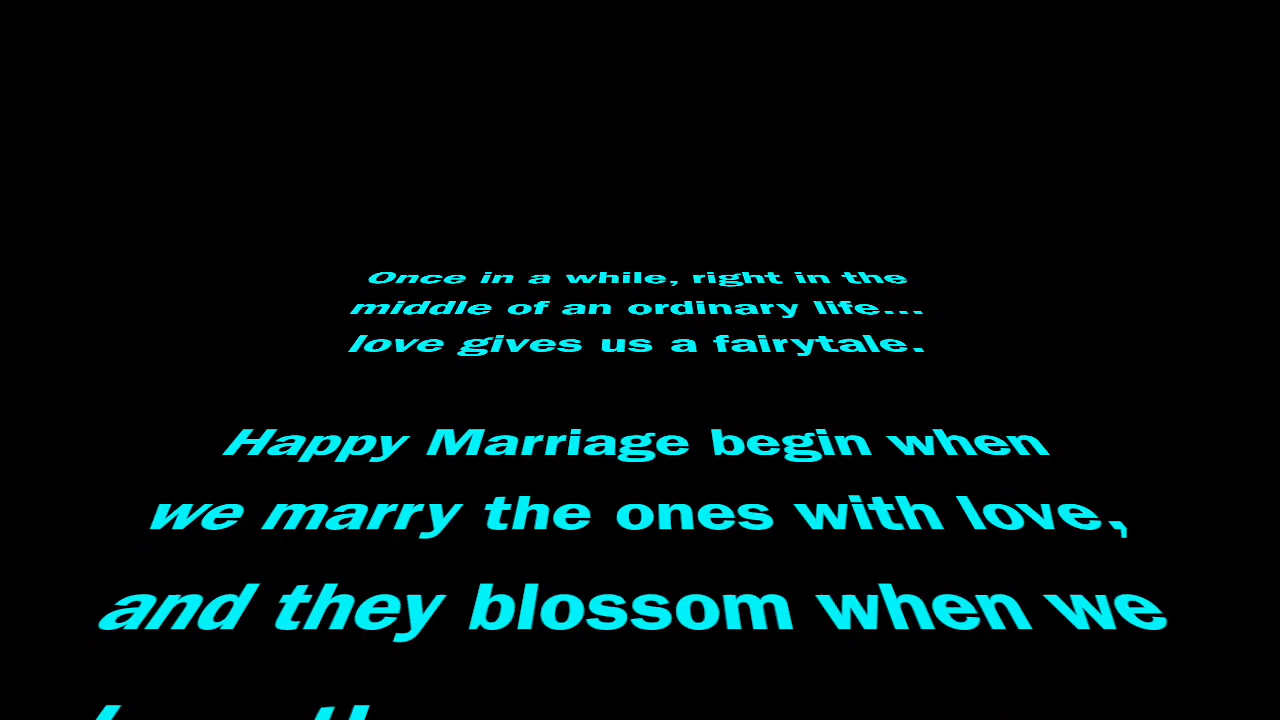 Once in a while, right in the
middle of an ordinary life...
love gives us a fairytale.
Happy Marriage begin when
we marry the ones with love,
and they blossom when we